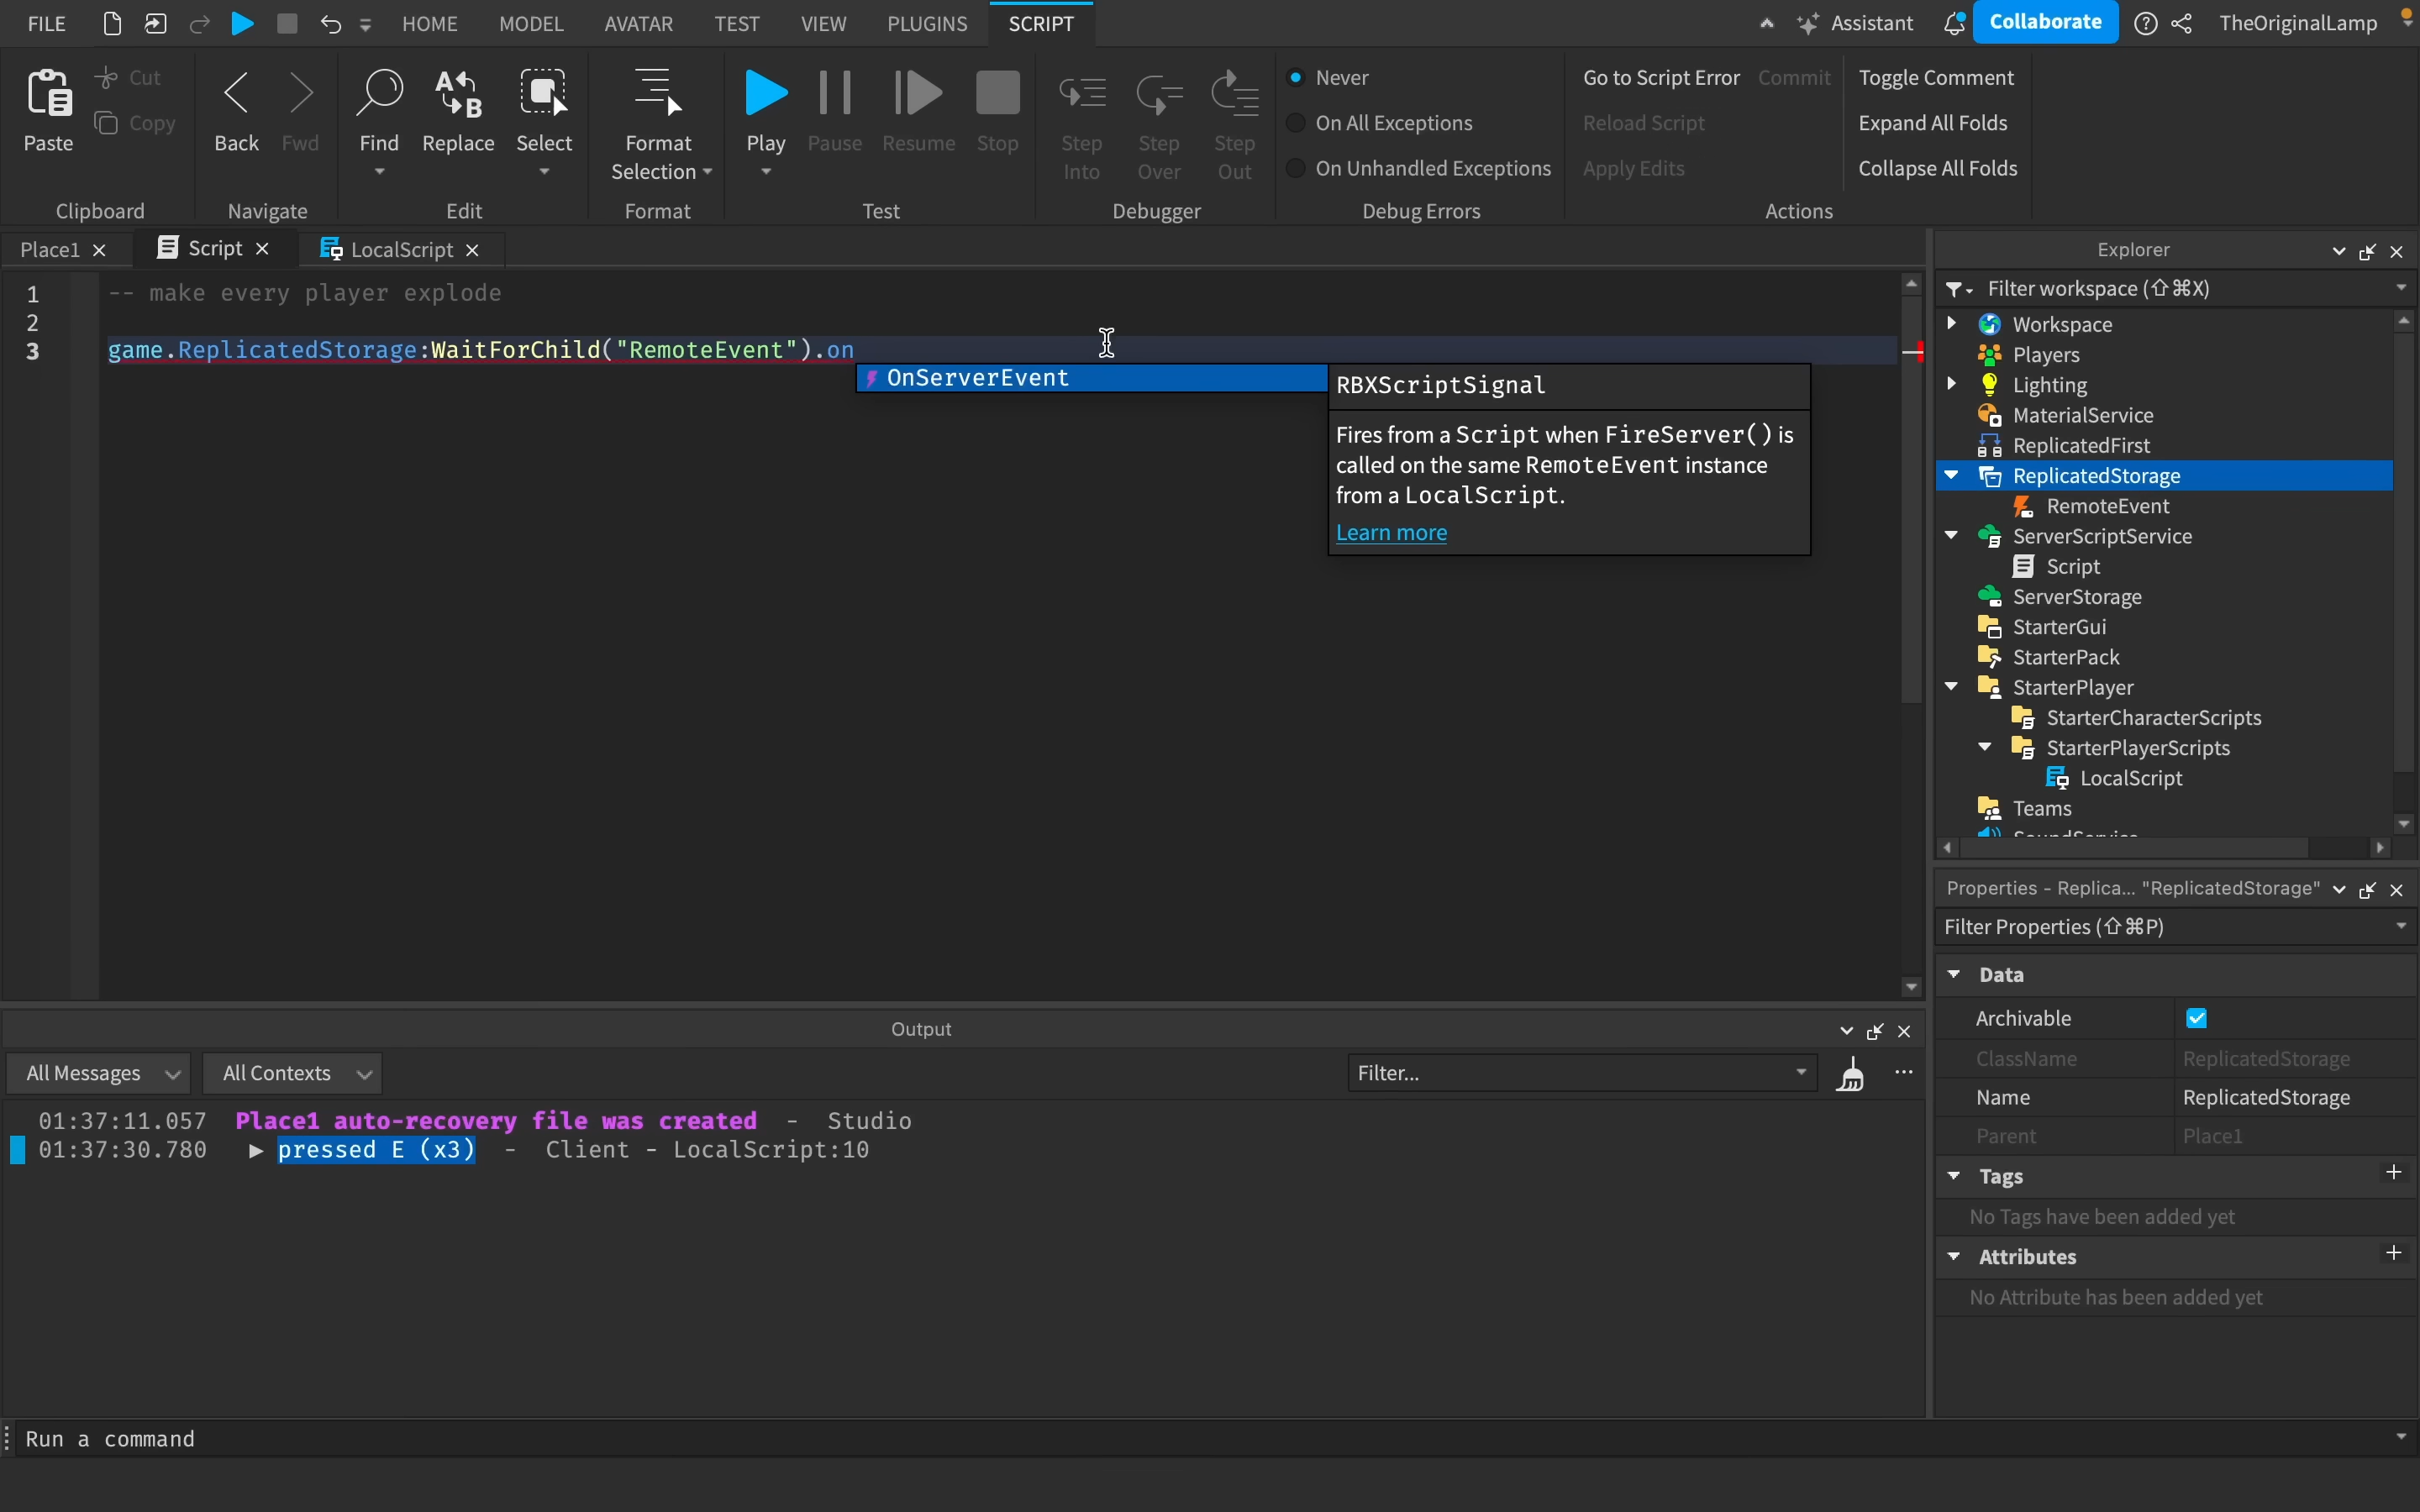 FILE HOME MODEL AVATAR TEST VIEW PLUGINS SCRIPT Assistant Collaborate TheOriginalLamp
Paste Cut Copy
Clipboard
Back Fwd
Navigate
Find Replace Select
Edit
Format Selection
Format
Play Pause Resume Stop
Test
Step Into Step Over Step Out
Debugger
Never
On All Exceptions
On Unhandled Exceptions
Debug Errors
Go to Script Error Commit
Reload Script
Apply Edits
Toggle Comment
Expand All Folds
Collapse All Folds
Actions
Place1 Script LocalScript
1 -- make every player explode
2
3 game.ReplicatedStorage:WaitForChild("RemoteEvent").on
OnServerEvent
RBXScriptSignal
Fires from a Script when FireServer() is
called on the same RemoteEvent instance
from a LocalScript.
Learn more
Explorer
Filter workspace (⇧⌘X)
Workspace
Players
Lighting
MaterialService
ReplicatedFirst
ReplicatedStorage
RemoteEvent
ServerScriptService
Script
ServerStorage
StarterGui
StarterPack
StarterPlayer
StarterCharacterScripts
StarterPlayerScripts
LocalScript
Teams
Properties - Replica... "ReplicatedStorage"
Filter Properties (⇧⌘P)
Data
Archivable
ClassName ReplicatedStorage
Name ReplicatedStorage
Parent Place1
Tags
No Tags have been added yet
Attributes
No Attribute has been added yet
Output
All Messages All Contexts Filter...
01:37:11.057 Place1 auto-recovery file was created - Studio
01:37:30.780 ▶ pressed E (x3) - Client - LocalScript:10
Run a command